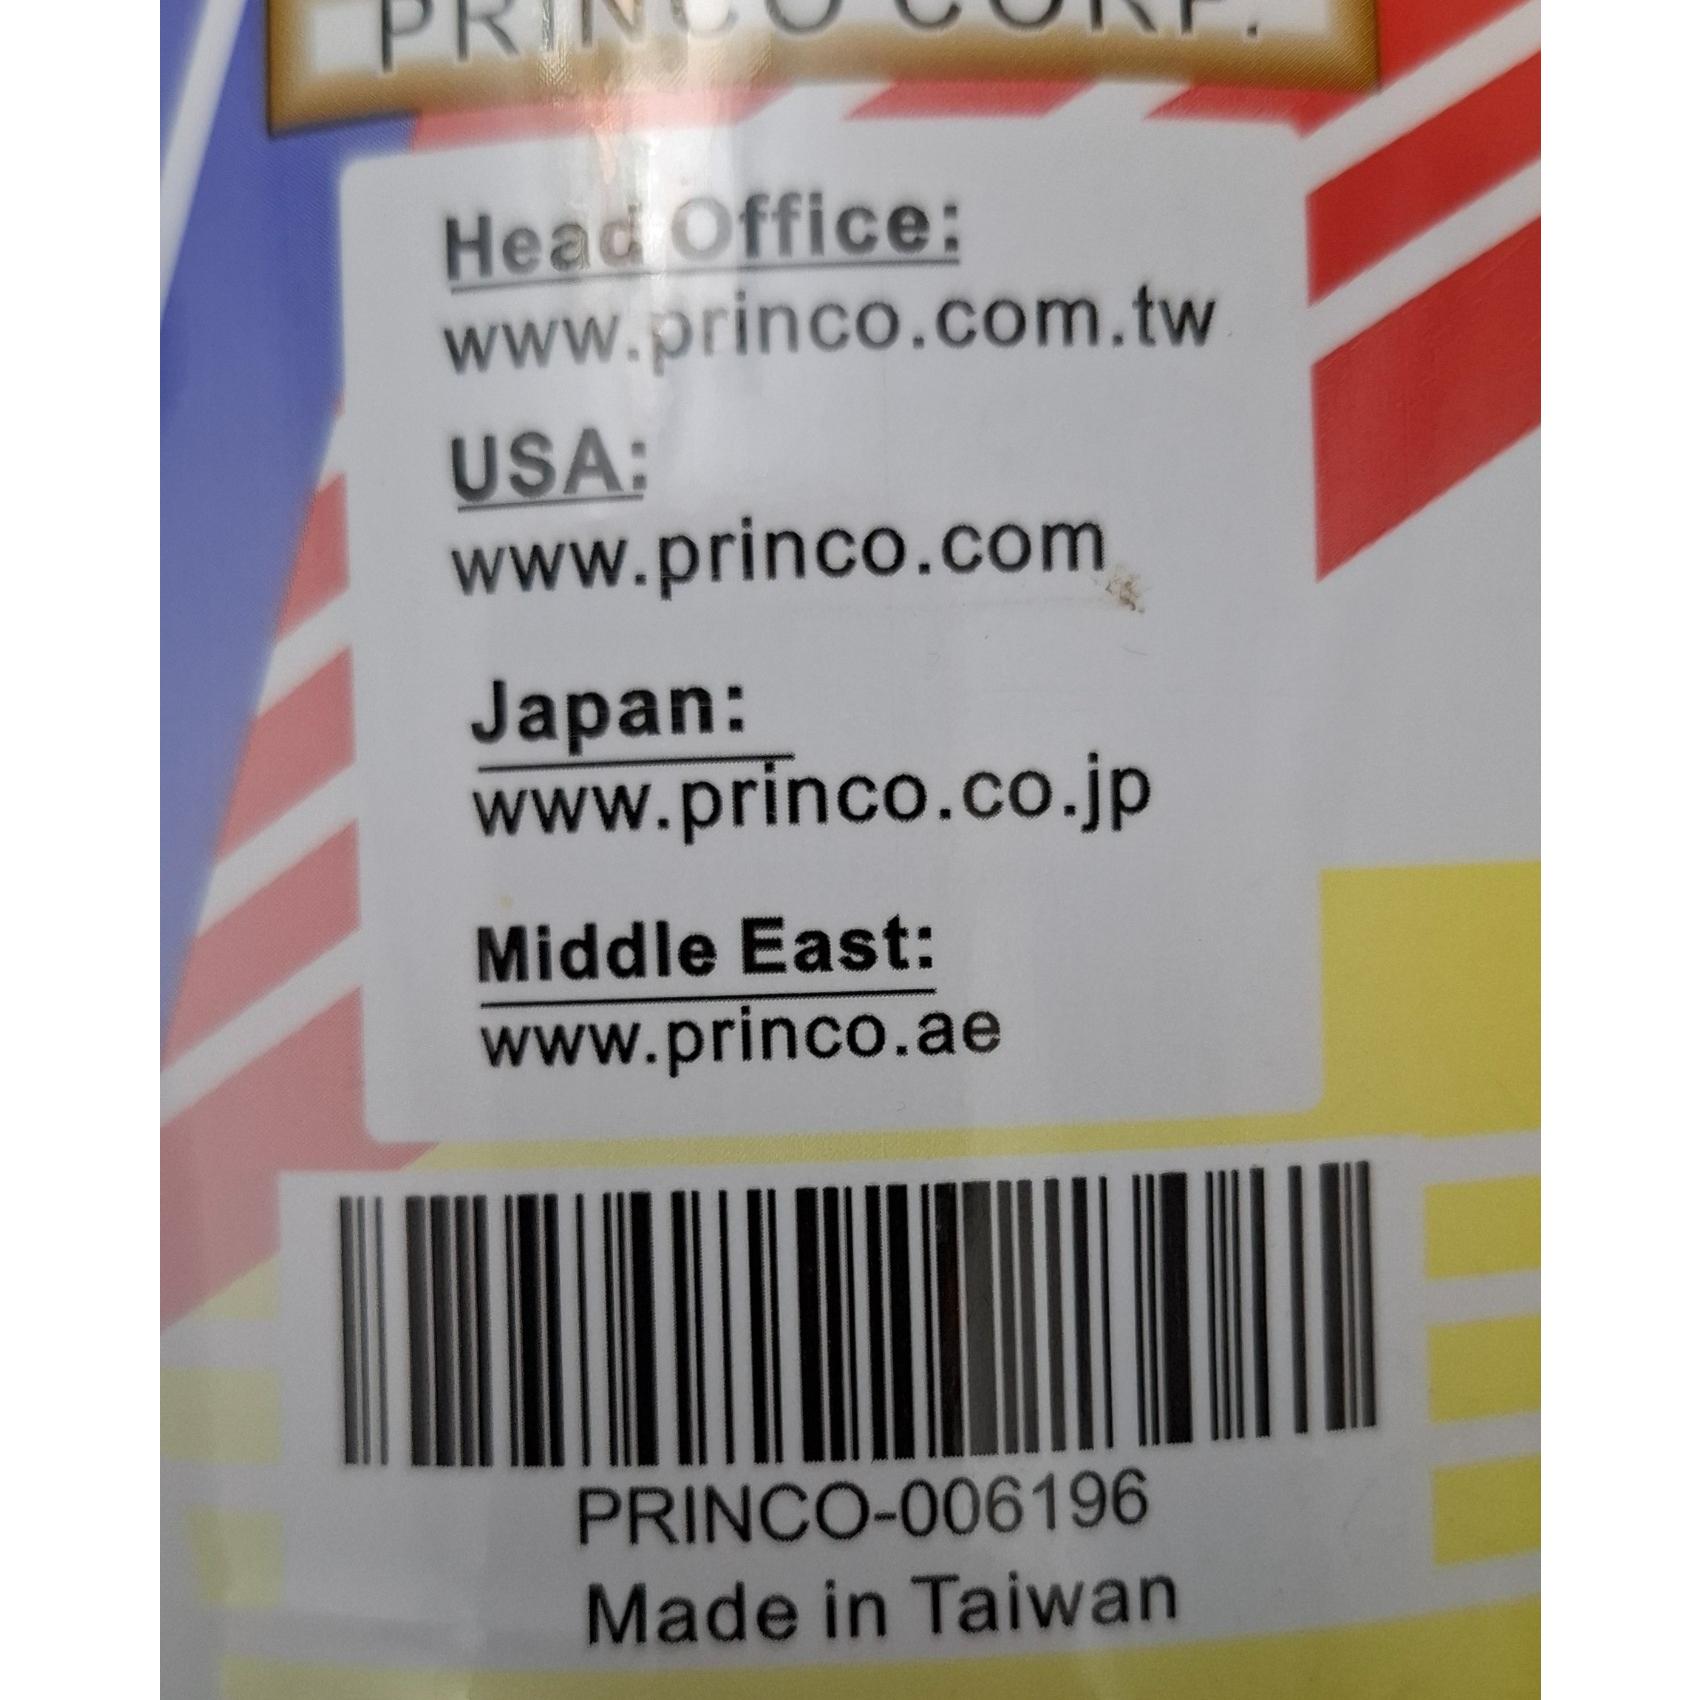 PRINCO CORP.
Head Office:
www.princo.com.tw
USA:
www.princo.com
Japan:
www.princo.co.jp
Middle East:
www.princo.ae
PRINCO-006196
Made in Taiwan